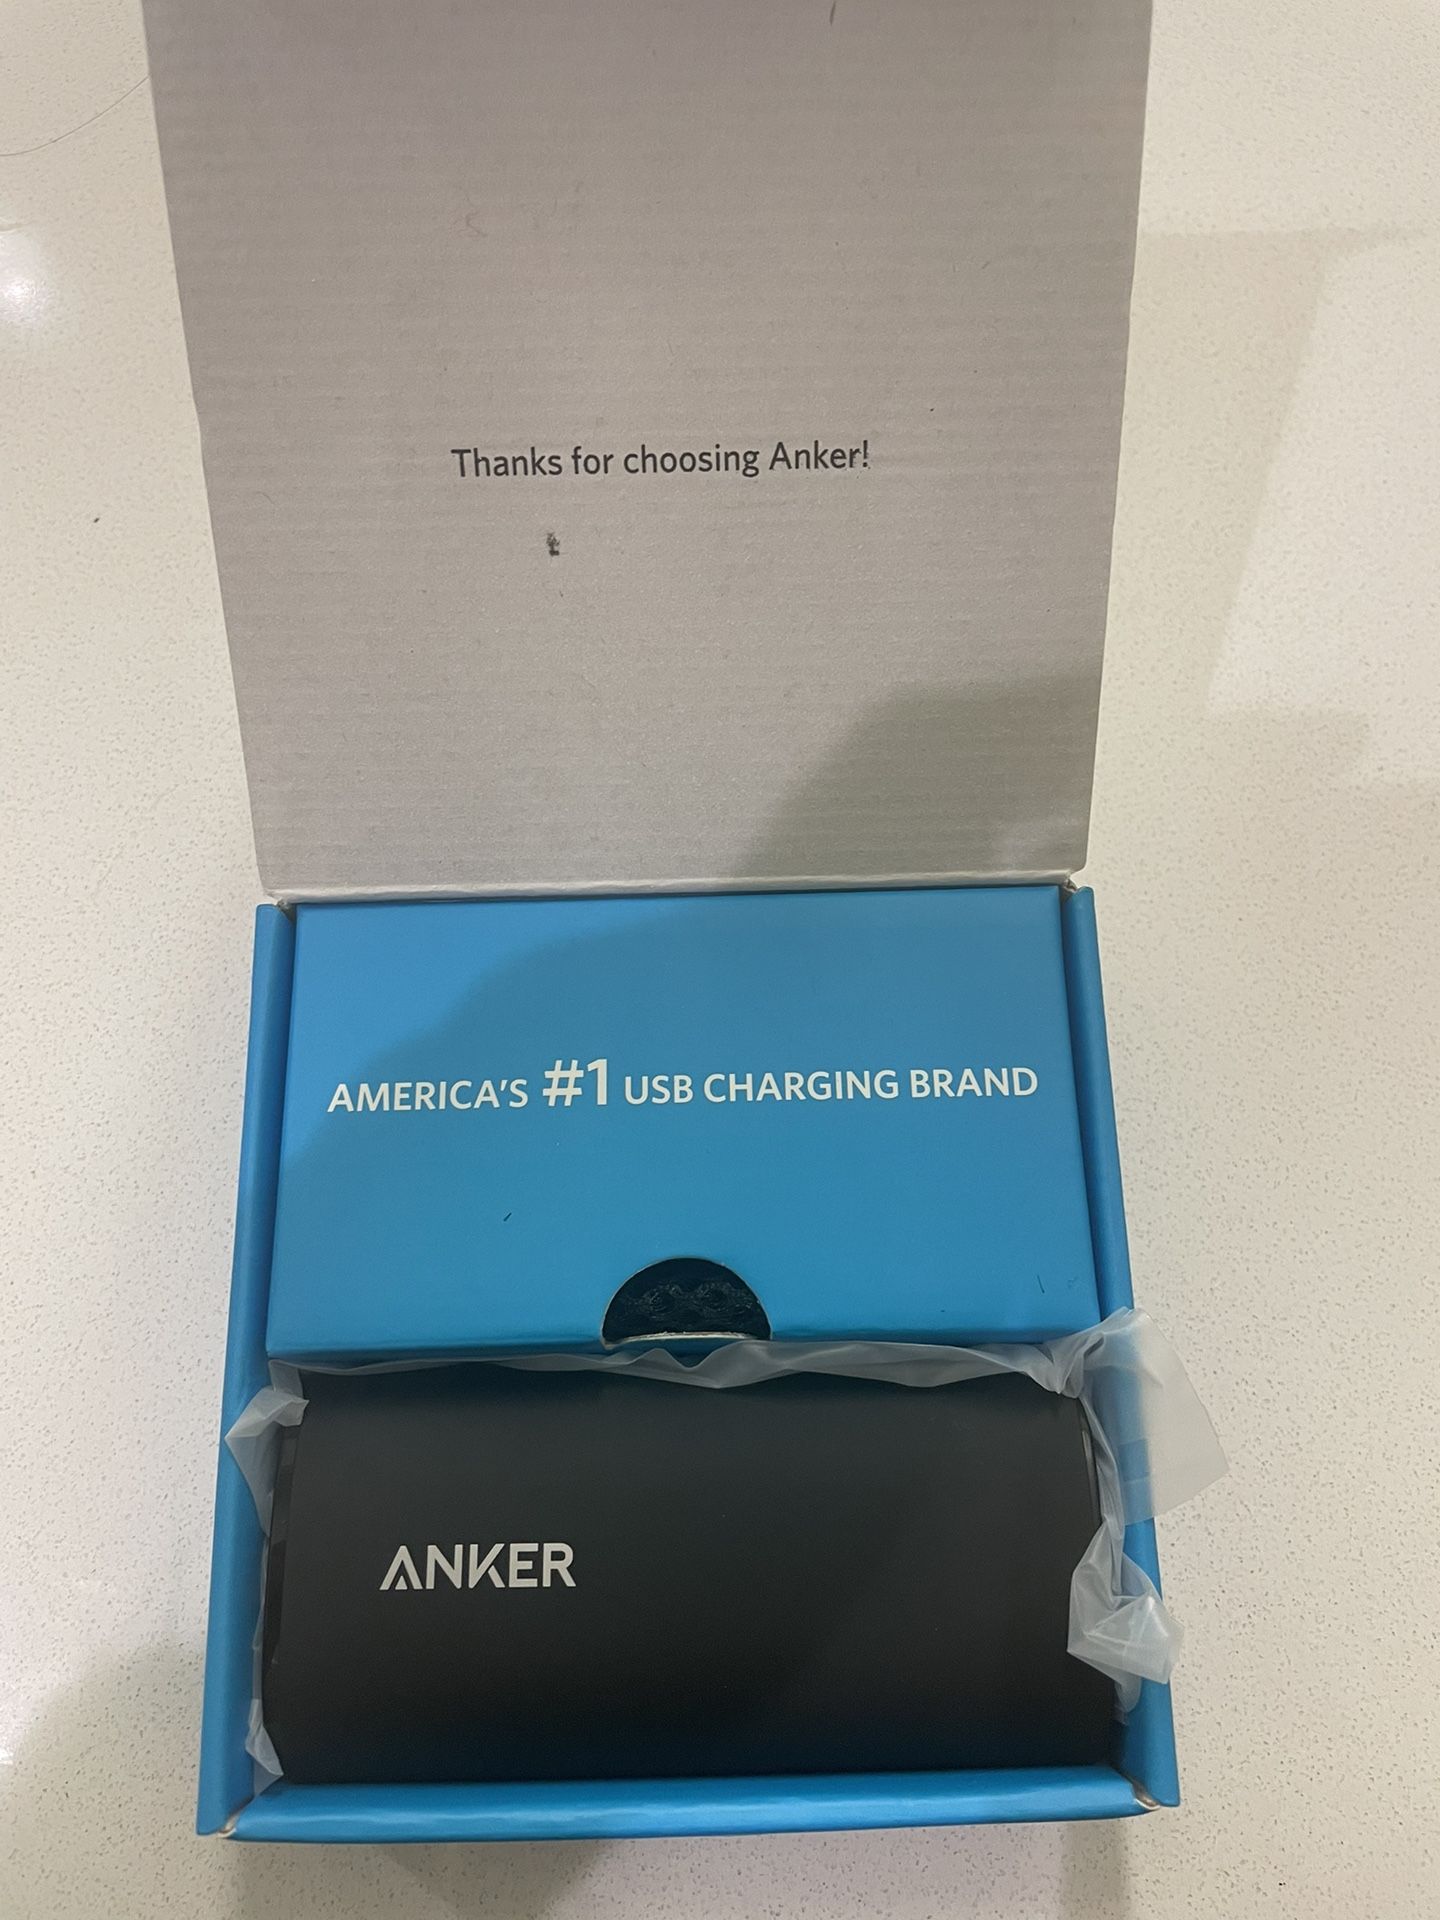 Thanks for choosing Anker!
AMERICA'S #1 USB CHARGING BRAND
ANKER